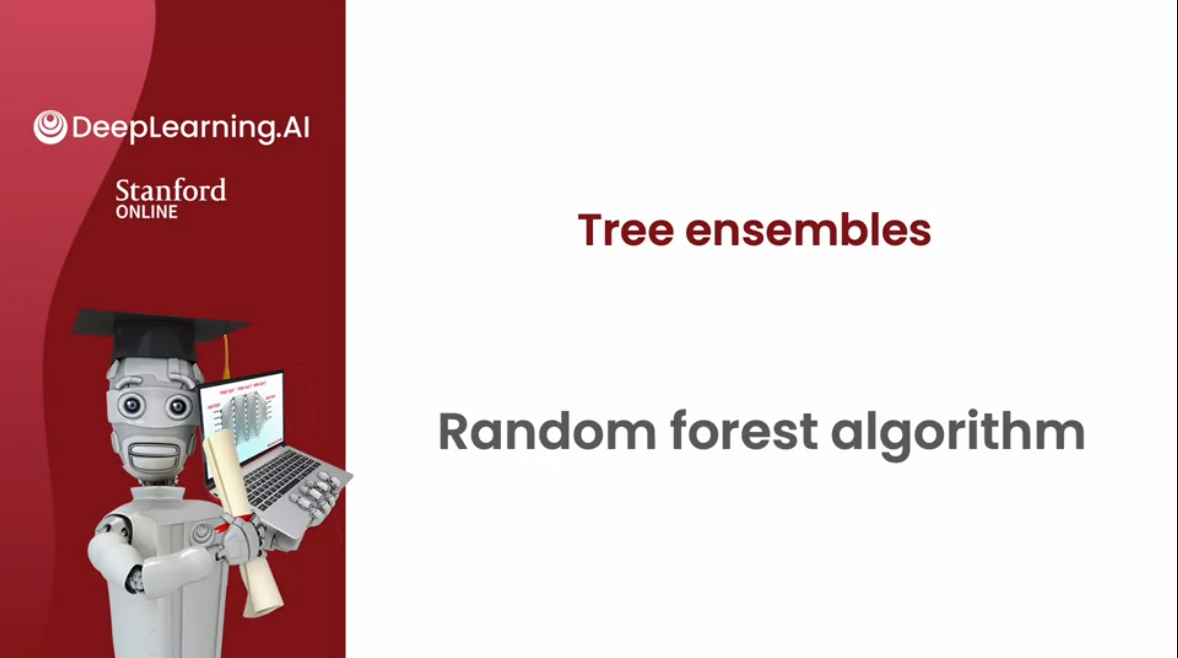 DeepLearning.AI
Stanford
ONLINE
Tree ensembles
Random forest algorithm